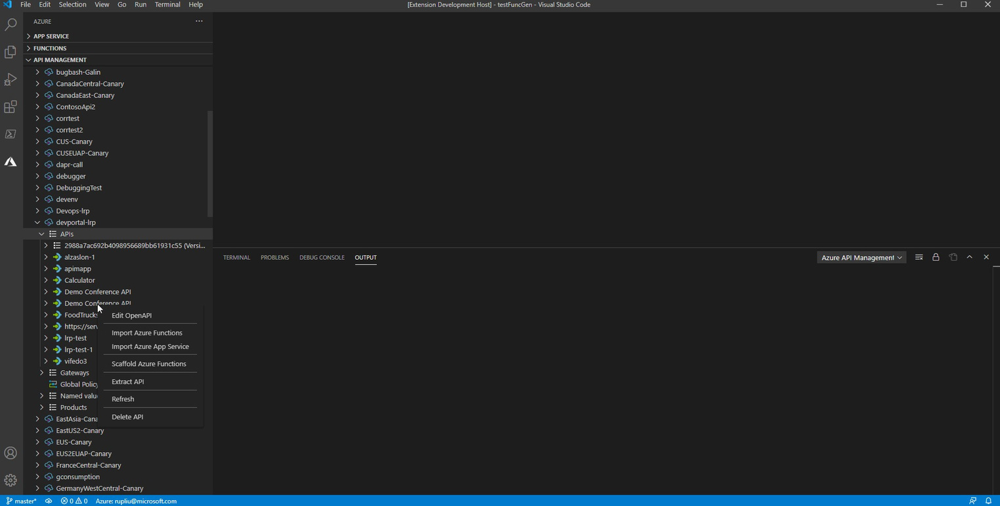 File Edit Selection View Go Run Terminal Help
[Extension Development Host] - testFuncGen - Visual Studio Code
AZURE
APP SERVICE
FUNCTIONS
API MANAGEMENT
bugbash-Galin
CanadaCentral-Canary
CanadaEast-Canary
ContosoApi2
corrtest
corrtest2
CUS-Canary
CUSEUAP-Canary
dapr-call
debugger
DebuggingTest
devenv
Devops-lrp
devportal-lrp
APIs
2988a7ac692b4098956689bb61931c55 (Versi...
alzaslon-1
apimapp
Calculator
Demo Conference API
Demo Conference API
FoodTrucks
https://serv
lrp-test
lrp-test-1
vifedo3
Gateways
Global Policy
Named valu
Products
EastAsia-Cana
EastUS2-Canary
EUS-Canary
EUS2EUAP-Canary
FranceCentral-Canary
gconsumption
GermanyWestCentral-Canary
Edit OpenAPI
Import Azure Functions
Import Azure App Service
Scaffold Azure Functions
Extract API
Refresh
Delete API
TERMINAL PROBLEMS DEBUG CONSOLE OUTPUT
Azure API Management
master* 0 0 Azure: rupliu@microsoft.com